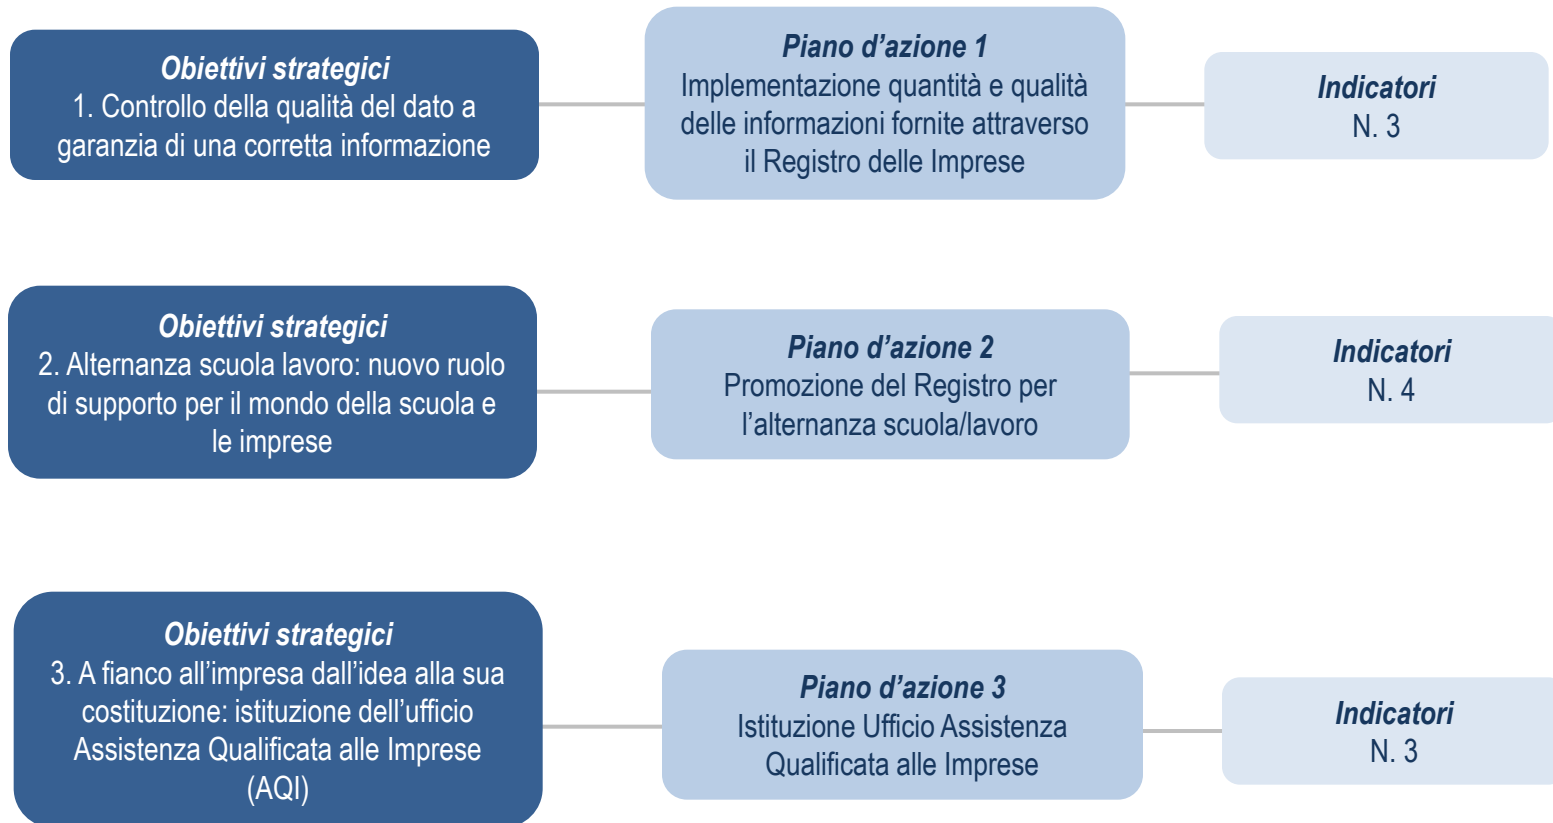 Obiettivi strategici
1. Controllo della qualità del dato a
garanzia di una corretta informazione
Piano d’azione 1
Implementazione quantità e qualità
delle informazioni fornite attraverso
il Registro delle Imprese
Indicatori
N. 3
Obiettivi strategici
2. Alternanza scuola lavoro: nuovo ruolo
di supporto per il mondo della scuola e
le imprese
Piano d’azione 2
Promozione del Registro per
l’alternanza scuola/lavoro
Indicatori
N. 4
Obiettivi strategici
3. A fianco all’impresa dall’idea alla sua
costituzione: istituzione dell’ufficio
Assistenza Qualificata alle Imprese
(AQI)
Piano d’azione 3
Istituzione Ufficio Assistenza
Qualificata alle Imprese
Indicatori
N. 3